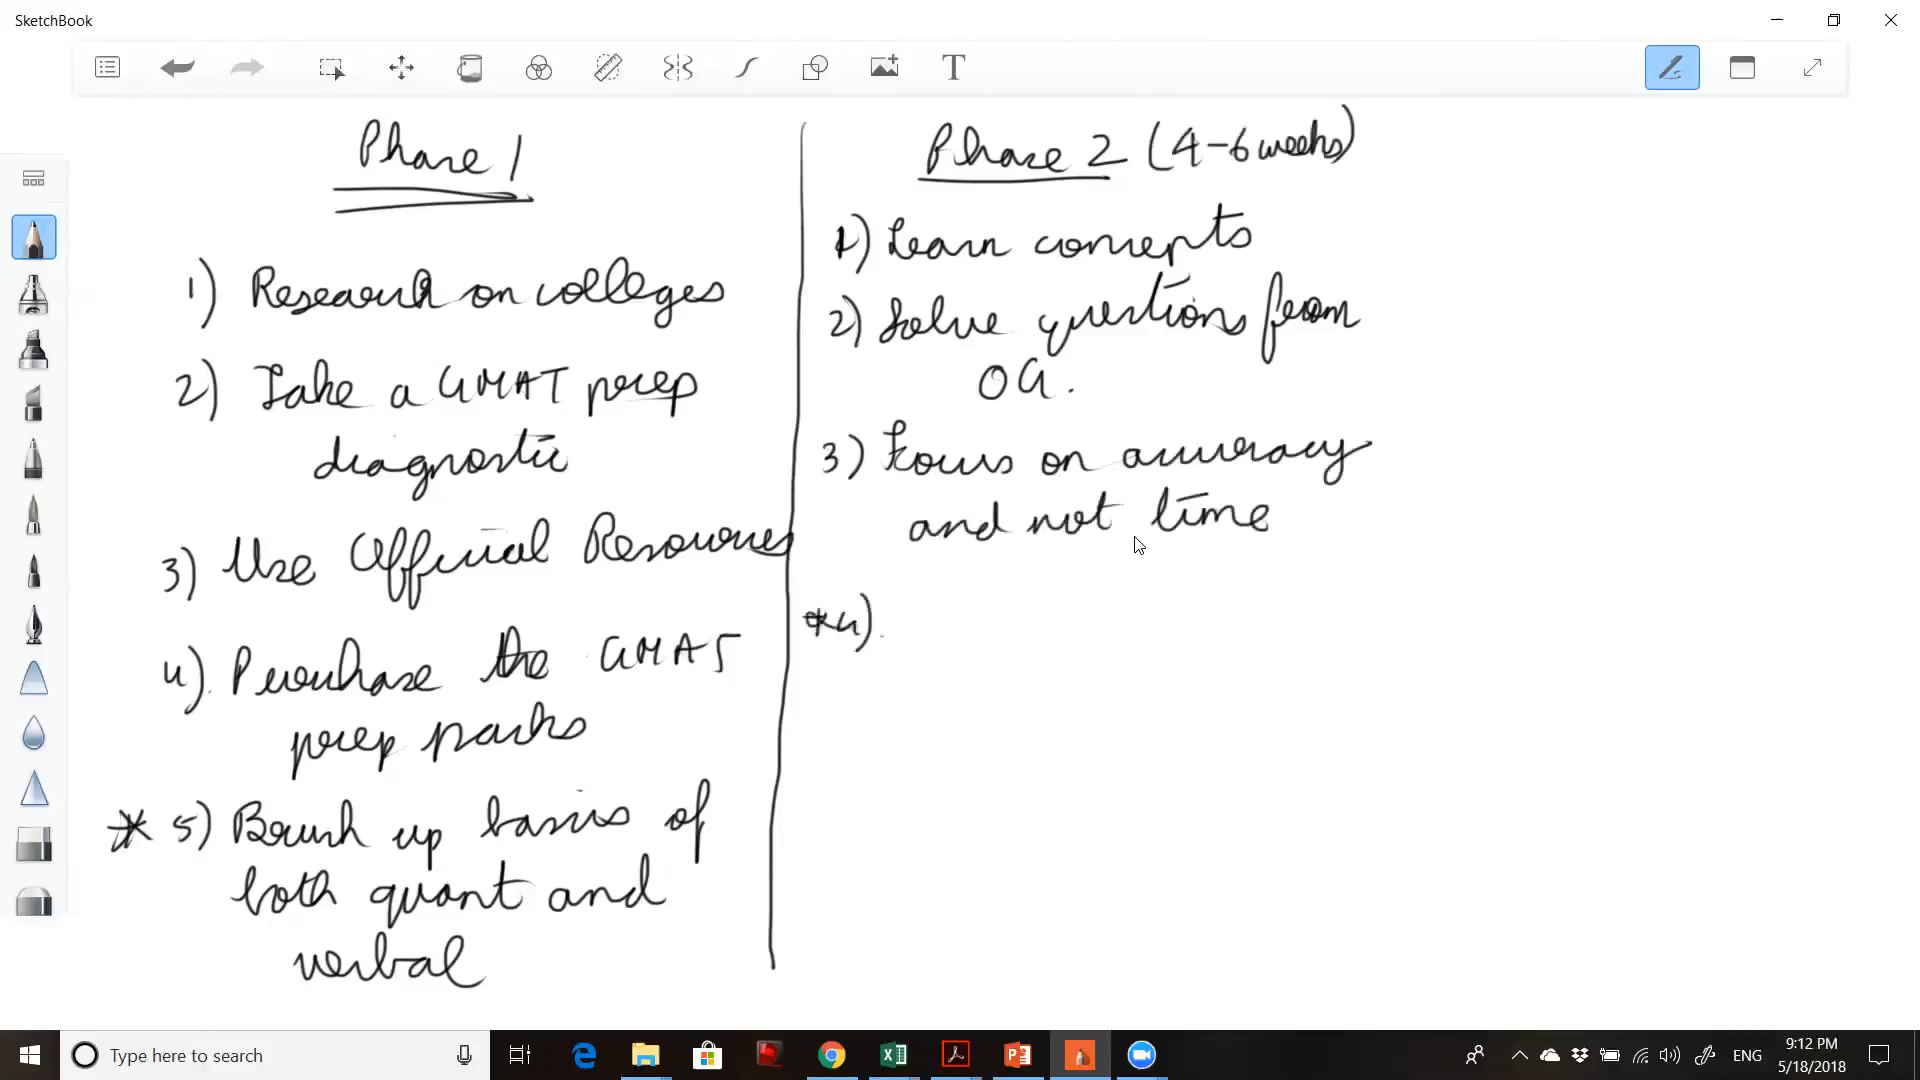 SketchBook
Phase 1
1) Research on colleges
2) Take a GMAT prep
diagnostic
3) Use Official Resources
4). Purchase the GMAT
prep packs
* 5) Brush up basics of
both quant and
verbal
Phase 2 (4-6 weeks)
1) Learn concepts
2) Solve questions from
OG.
3) Focus on accuracy
and not time
*4).
Type here to search
ENG
9:12 PM
5/18/2018